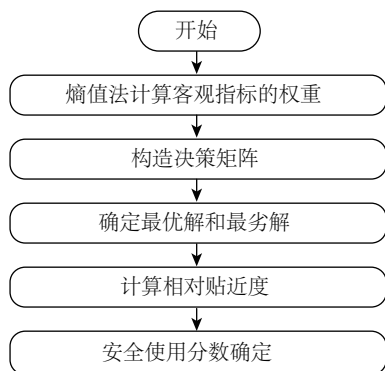 开始
熵值法计算客观指标的权重
构造决策矩阵
确定最优解和最劣解
计算相对贴近度
安全使用分数确定